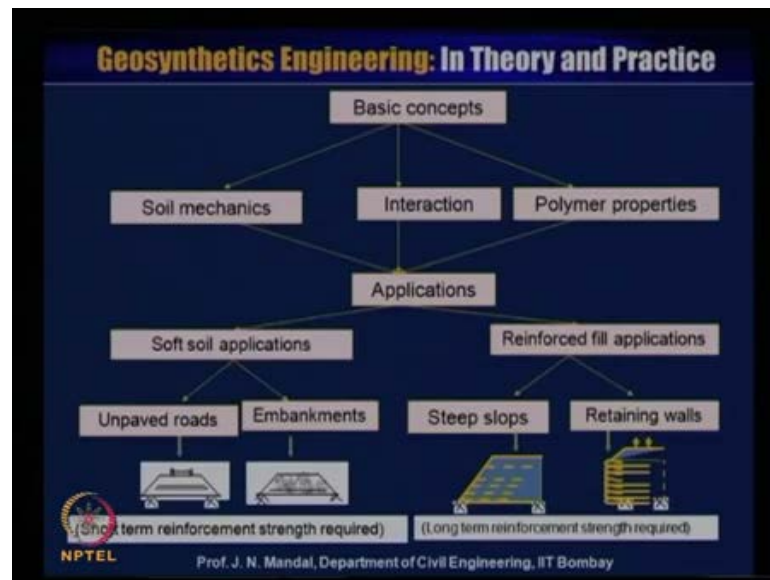 Geosynthetics Engineering: In Theory and Practice
Basic concepts
Soil mechanics
Interaction
Polymer properties
Applications
Soft soil applications
Reinforced fill applications
Unpaved roads
Embankments
Steep slops
Retaining walls
(Short term reinforcement strength required)
(Long term reinforcement strength required)
NPTEL
Prof. J. N. Mandal, Department of Civil Engineering, IIT Bombay